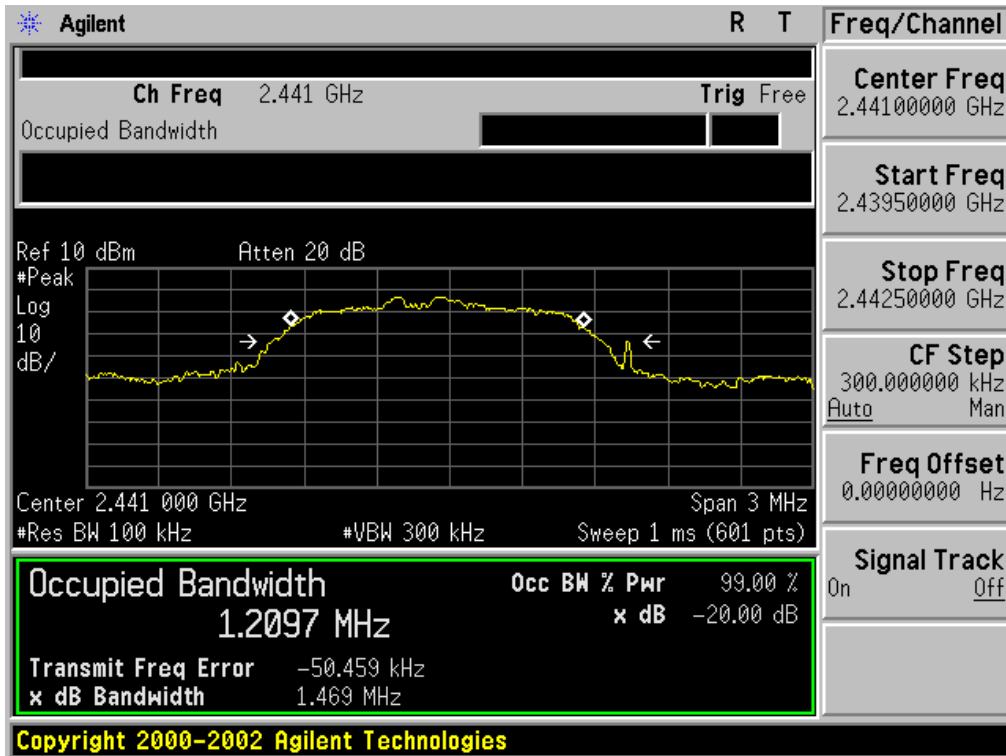 Agilent R T Freq/Channel
Ch Freq 2.441 GHz Trig Free
Occupied Bandwidth
Center Freq
2.44100000 GHz
Start Freq
2.43950000 GHz
Stop Freq
2.44250000 GHz
CF Step
300.000000 kHz
Auto Man
Freq Offset
0.00000000 Hz
Signal Track
On Off
Ref 10 dBm Atten 20 dB
#Peak
Log
10
dB/
Center 2.441 000 GHz Span 3 MHz
#Res BW 100 kHz #VBW 300 kHz Sweep 1 ms (601 pts)
Occupied Bandwidth Occ BW % Pwr 99.00 %
1.2097 MHz x dB -20.00 dB
Transmit Freq Error -50.459 kHz
x dB Bandwidth 1.469 MHz
Copyright 2000-2002 Agilent Technologies